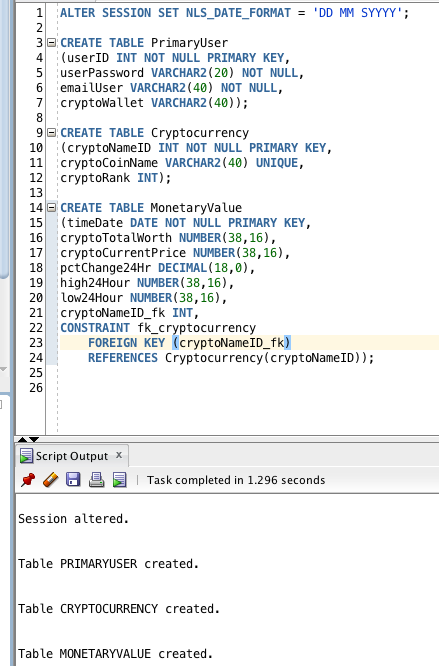 1 ALTER SESSION SET NLS_DATE_FORMAT = 'DD MM SYYYY';
2
3 CREATE TABLE PrimaryUser
4 (userID INT NOT NULL PRIMARY KEY,
5 userPassword VARCHAR2(20) NOT NULL,
6 emailUser VARCHAR2(40) NOT NULL,
7 cryptoWallet VARCHAR2(40));
8
9 CREATE TABLE Cryptocurrency
10 (cryptoNameID INT NOT NULL PRIMARY KEY,
11 cryptoCoinName VARCHAR2(40) UNIQUE,
12 cryptoRank INT);
13
14 CREATE TABLE MonetaryValue
15 (timeDate DATE NOT NULL PRIMARY KEY,
16 cryptoTotalWorth NUMBER(38,16),
17 cryptoCurrentPrice NUMBER(38,16),
18 pctChange24Hr DECIMAL(18,0),
19 high24Hour NUMBER(38,16),
20 low24Hour NUMBER(38,16),
21 cryptoNameID_fk INT,
22 CONSTRAINT fk_cryptocurrency
23 FOREIGN KEY (cryptoNameID_fk)
24 REFERENCES Cryptocurrency(cryptoNameID));
25
26
Script Output x
Task completed in 1.296 seconds
Session altered.
Table PRIMARYUSER created.
Table CRYPTOCURRENCY created.
Table MONETARYVALUE created.